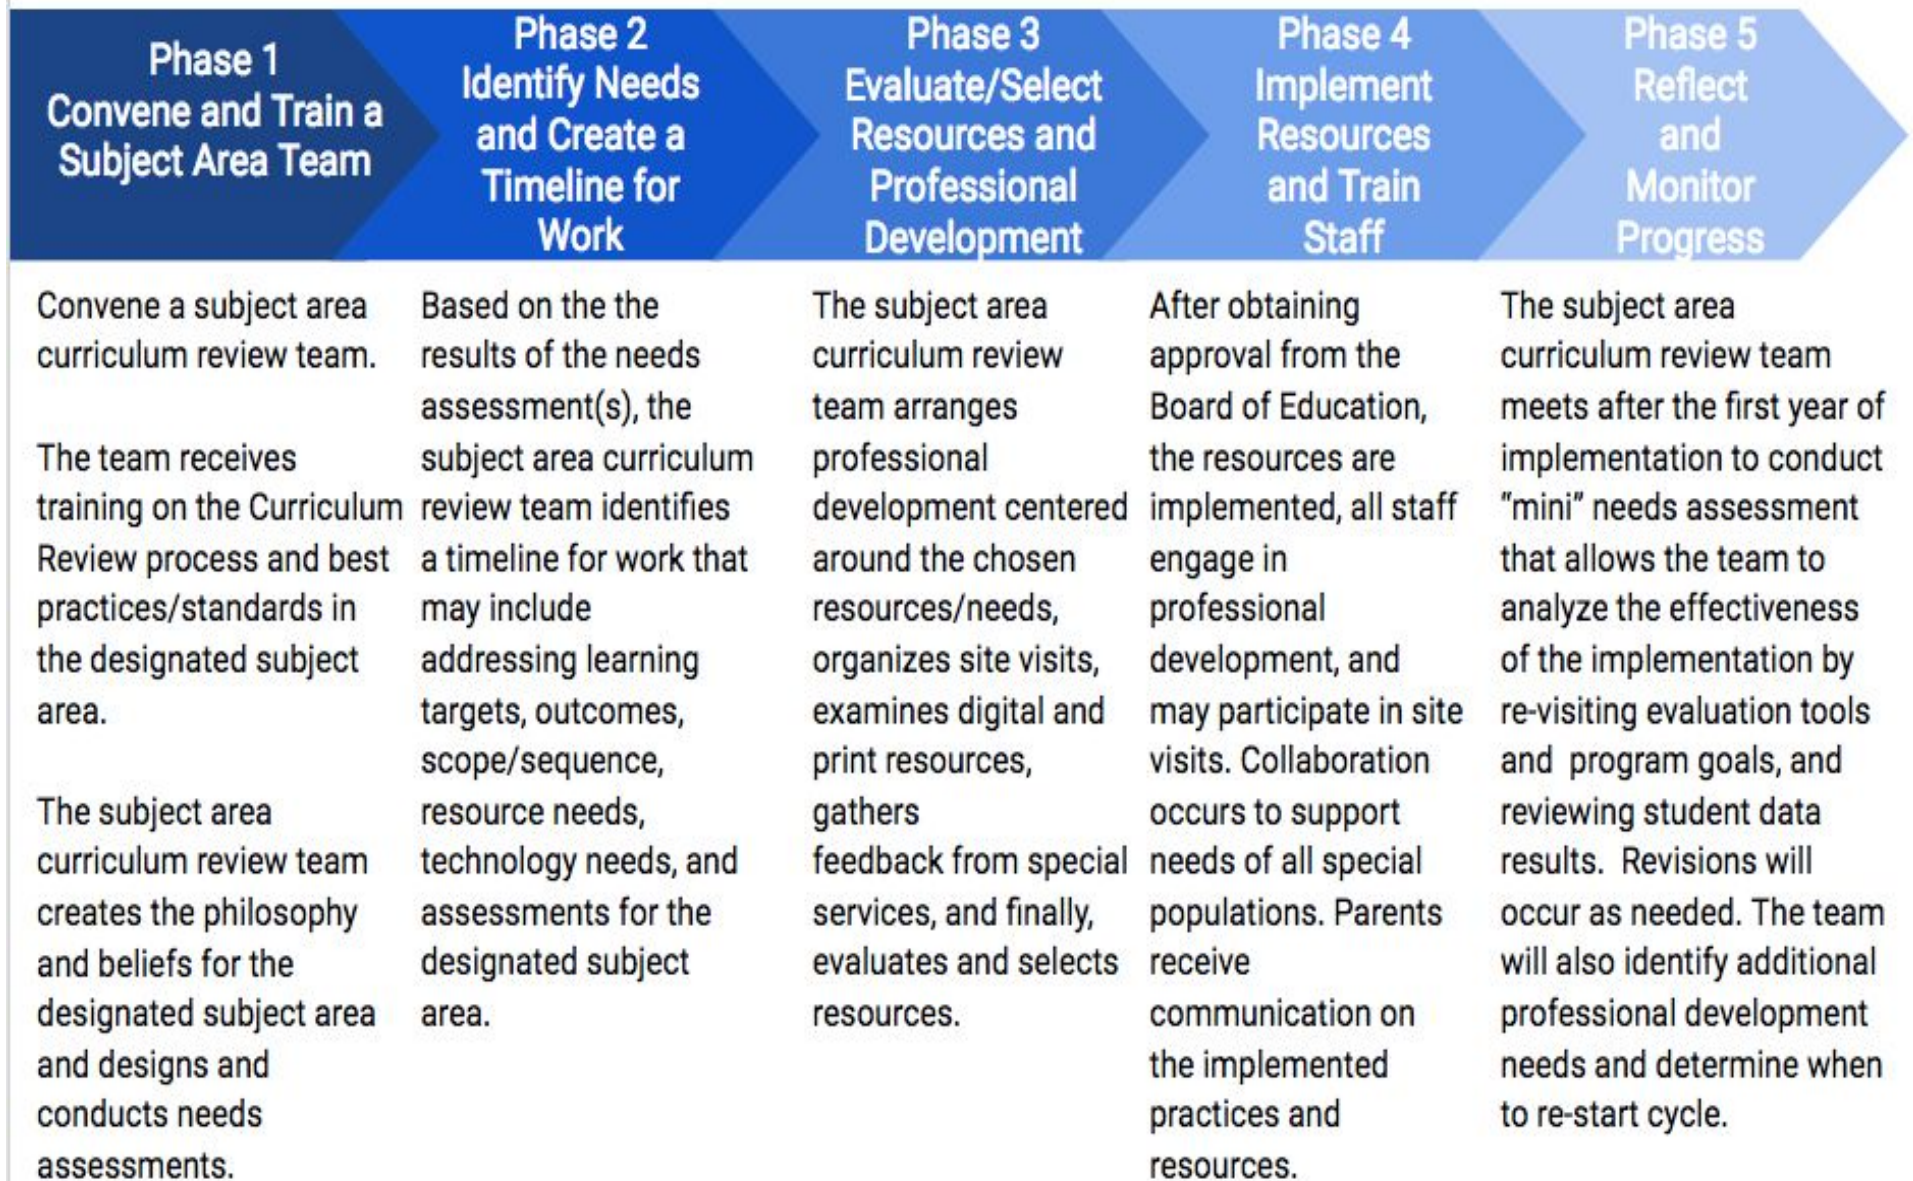 Phase 1
Convene and Train a
Subject Area Team
Phase 2
Identify Needs
and Create a
Timeline for
Work
Phase 3
Evaluate/Select
Resources and
Professional
Development
Phase 4
Implement
Resources
and Train
Staff
Phase 5
Reflect
and
Monitor
Progress
Convene a subject area
curriculum review team.
The team receives
training on the Curriculum
Review process and best
practices/standards in
the designated subject
area.
The subject area
curriculum review team
creates the philosophy
and beliefs for the
designated subject area
and designs and
conducts needs
assessments.
Based on the the
results of the needs
assessment(s), the
subject area curriculum
review team identifies
a timeline for work that
may include
addressing learning
targets, outcomes,
scope/sequence,
resource needs,
technology needs, and
assessments for the
designated subject
area.
The subject area
curriculum review
team arranges
professional
development centered
around the chosen
resources/needs,
organizes site visits,
examines digital and
print resources,
gathers
feedback from special
services, and finally,
evaluates and selects
resources.
After obtaining
approval from the
Board of Education,
the resources are
implemented, all staff
engage in
professional
development, and
may participate in site
visits. Collaboration
occurs to support
needs of all special
populations. Parents
receive
communication on
the implemented
practices and
resources.
The subject area
curriculum review team
meets after the first year of
implementation to conduct
“mini” needs assessment
that allows the team to
analyze the effectiveness
of the implementation by
re-visiting evaluation tools
and  program goals, and
reviewing student data
results.  Revisions will
occur as needed. The team
will also identify additional
professional development
needs and determine when
to re-start cycle.